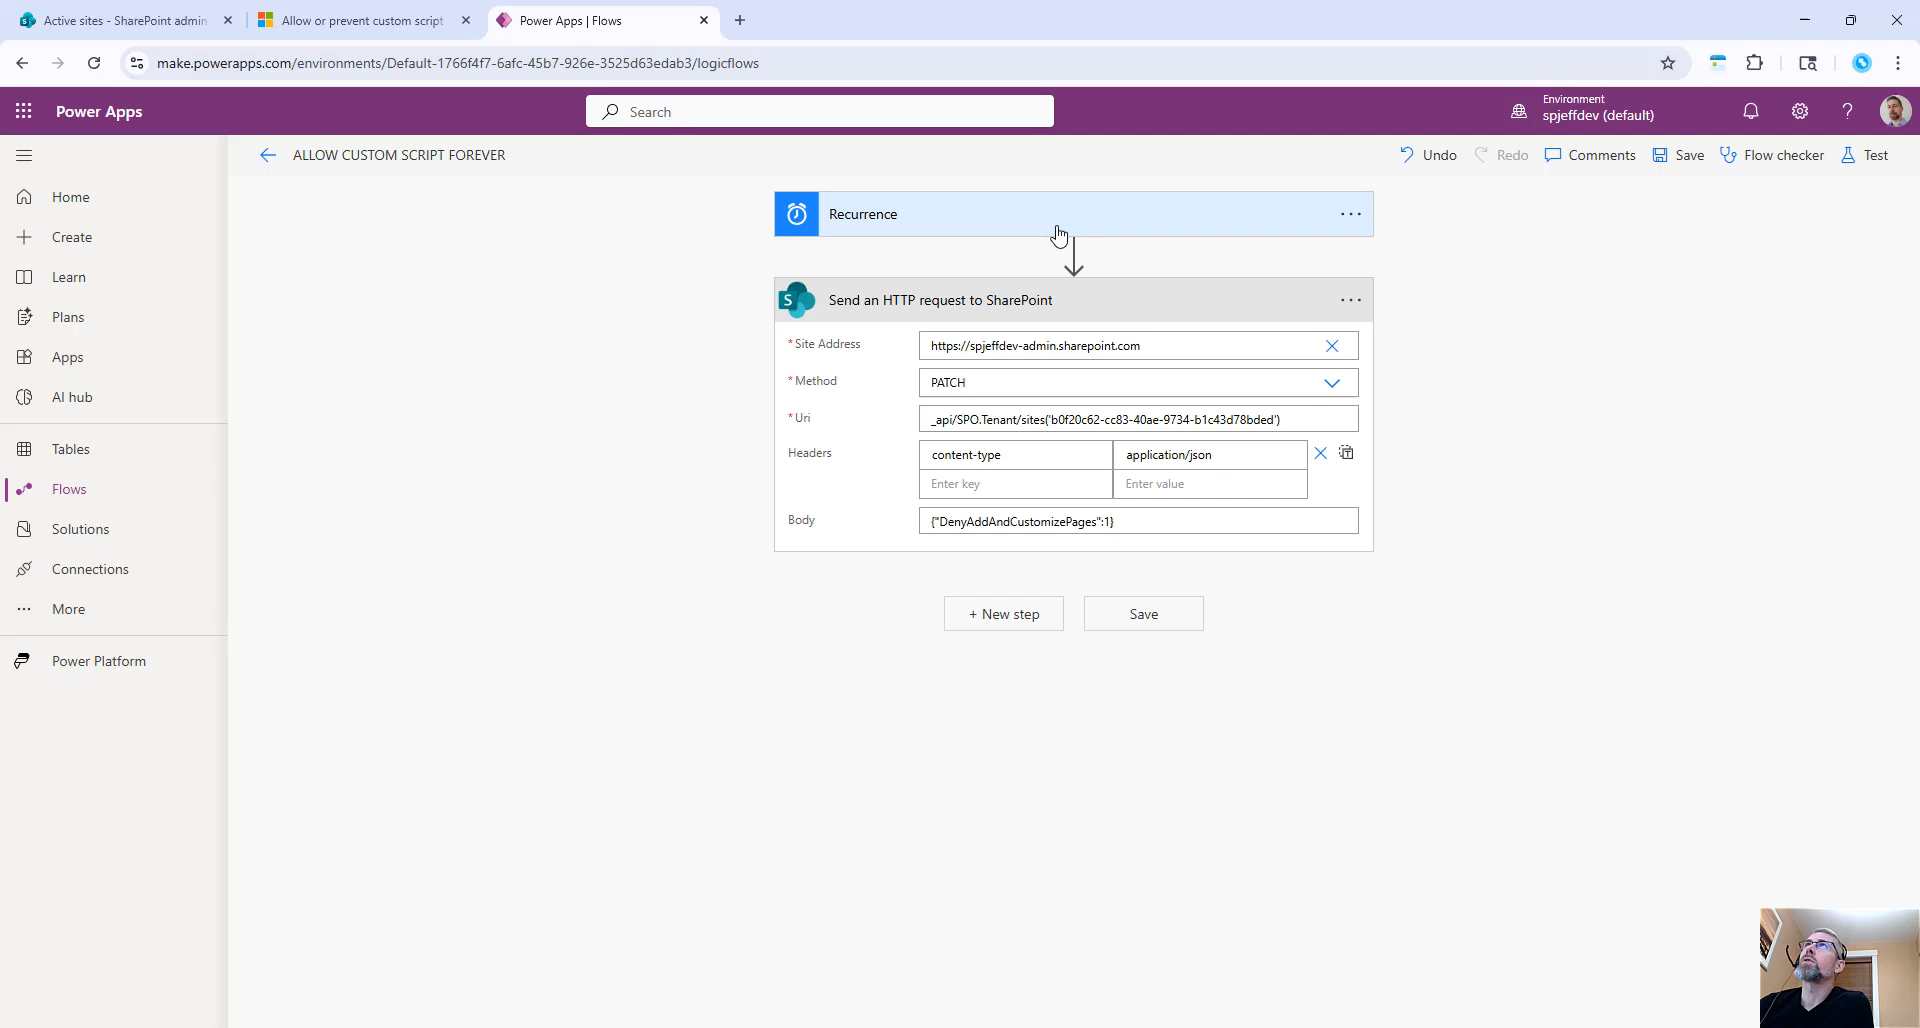 Active sites - SharePoint admin
Allow or prevent custom script
Power Apps | Flows
make.powerapps.com/environments/Default-1766f4f7-6afc-45b7-926e-3525d63edab3/logicflows
Power Apps
Search
Environment
spjeffdev (default)
ALLOW CUSTOM SCRIPT FOREVER
Undo
Redo
Comments
Save
Flow checker
Test
Home
Create
Learn
Plans
Apps
AI hub
Tables
Flows
Solutions
Connections
More
Power Platform
Recurrence
S
Send an HTTP request to SharePoint
* Site Address
https://spjeffdev-admin.sharepoint.com
* Method
PATCH
* Uri
_api/SPO.Tenant/sites('b0f20c62-cc83-40ae-9734-b1c43d78bded')
Headers
content-type
application/json
Enter key
Enter value
Body
{"DenyAddAndCustomizePages":1}
+ New step
Save